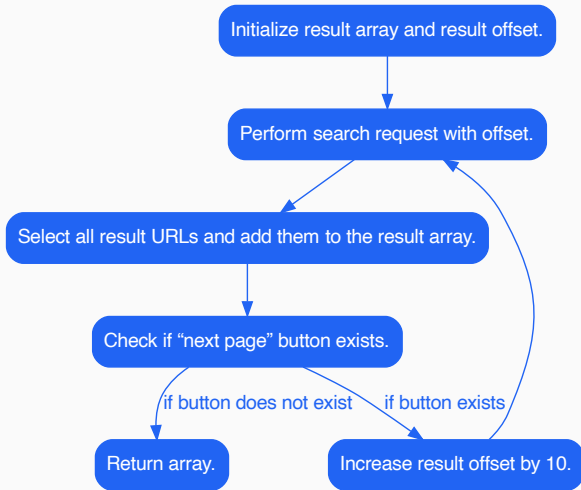 Initialize result array and result offset.
Perform search request with offset.
Select all result URLs and add them to the result array.
Check if “next page” button exists.
if button does not exist
if button exists
Return array.
Increase result offset by 10.